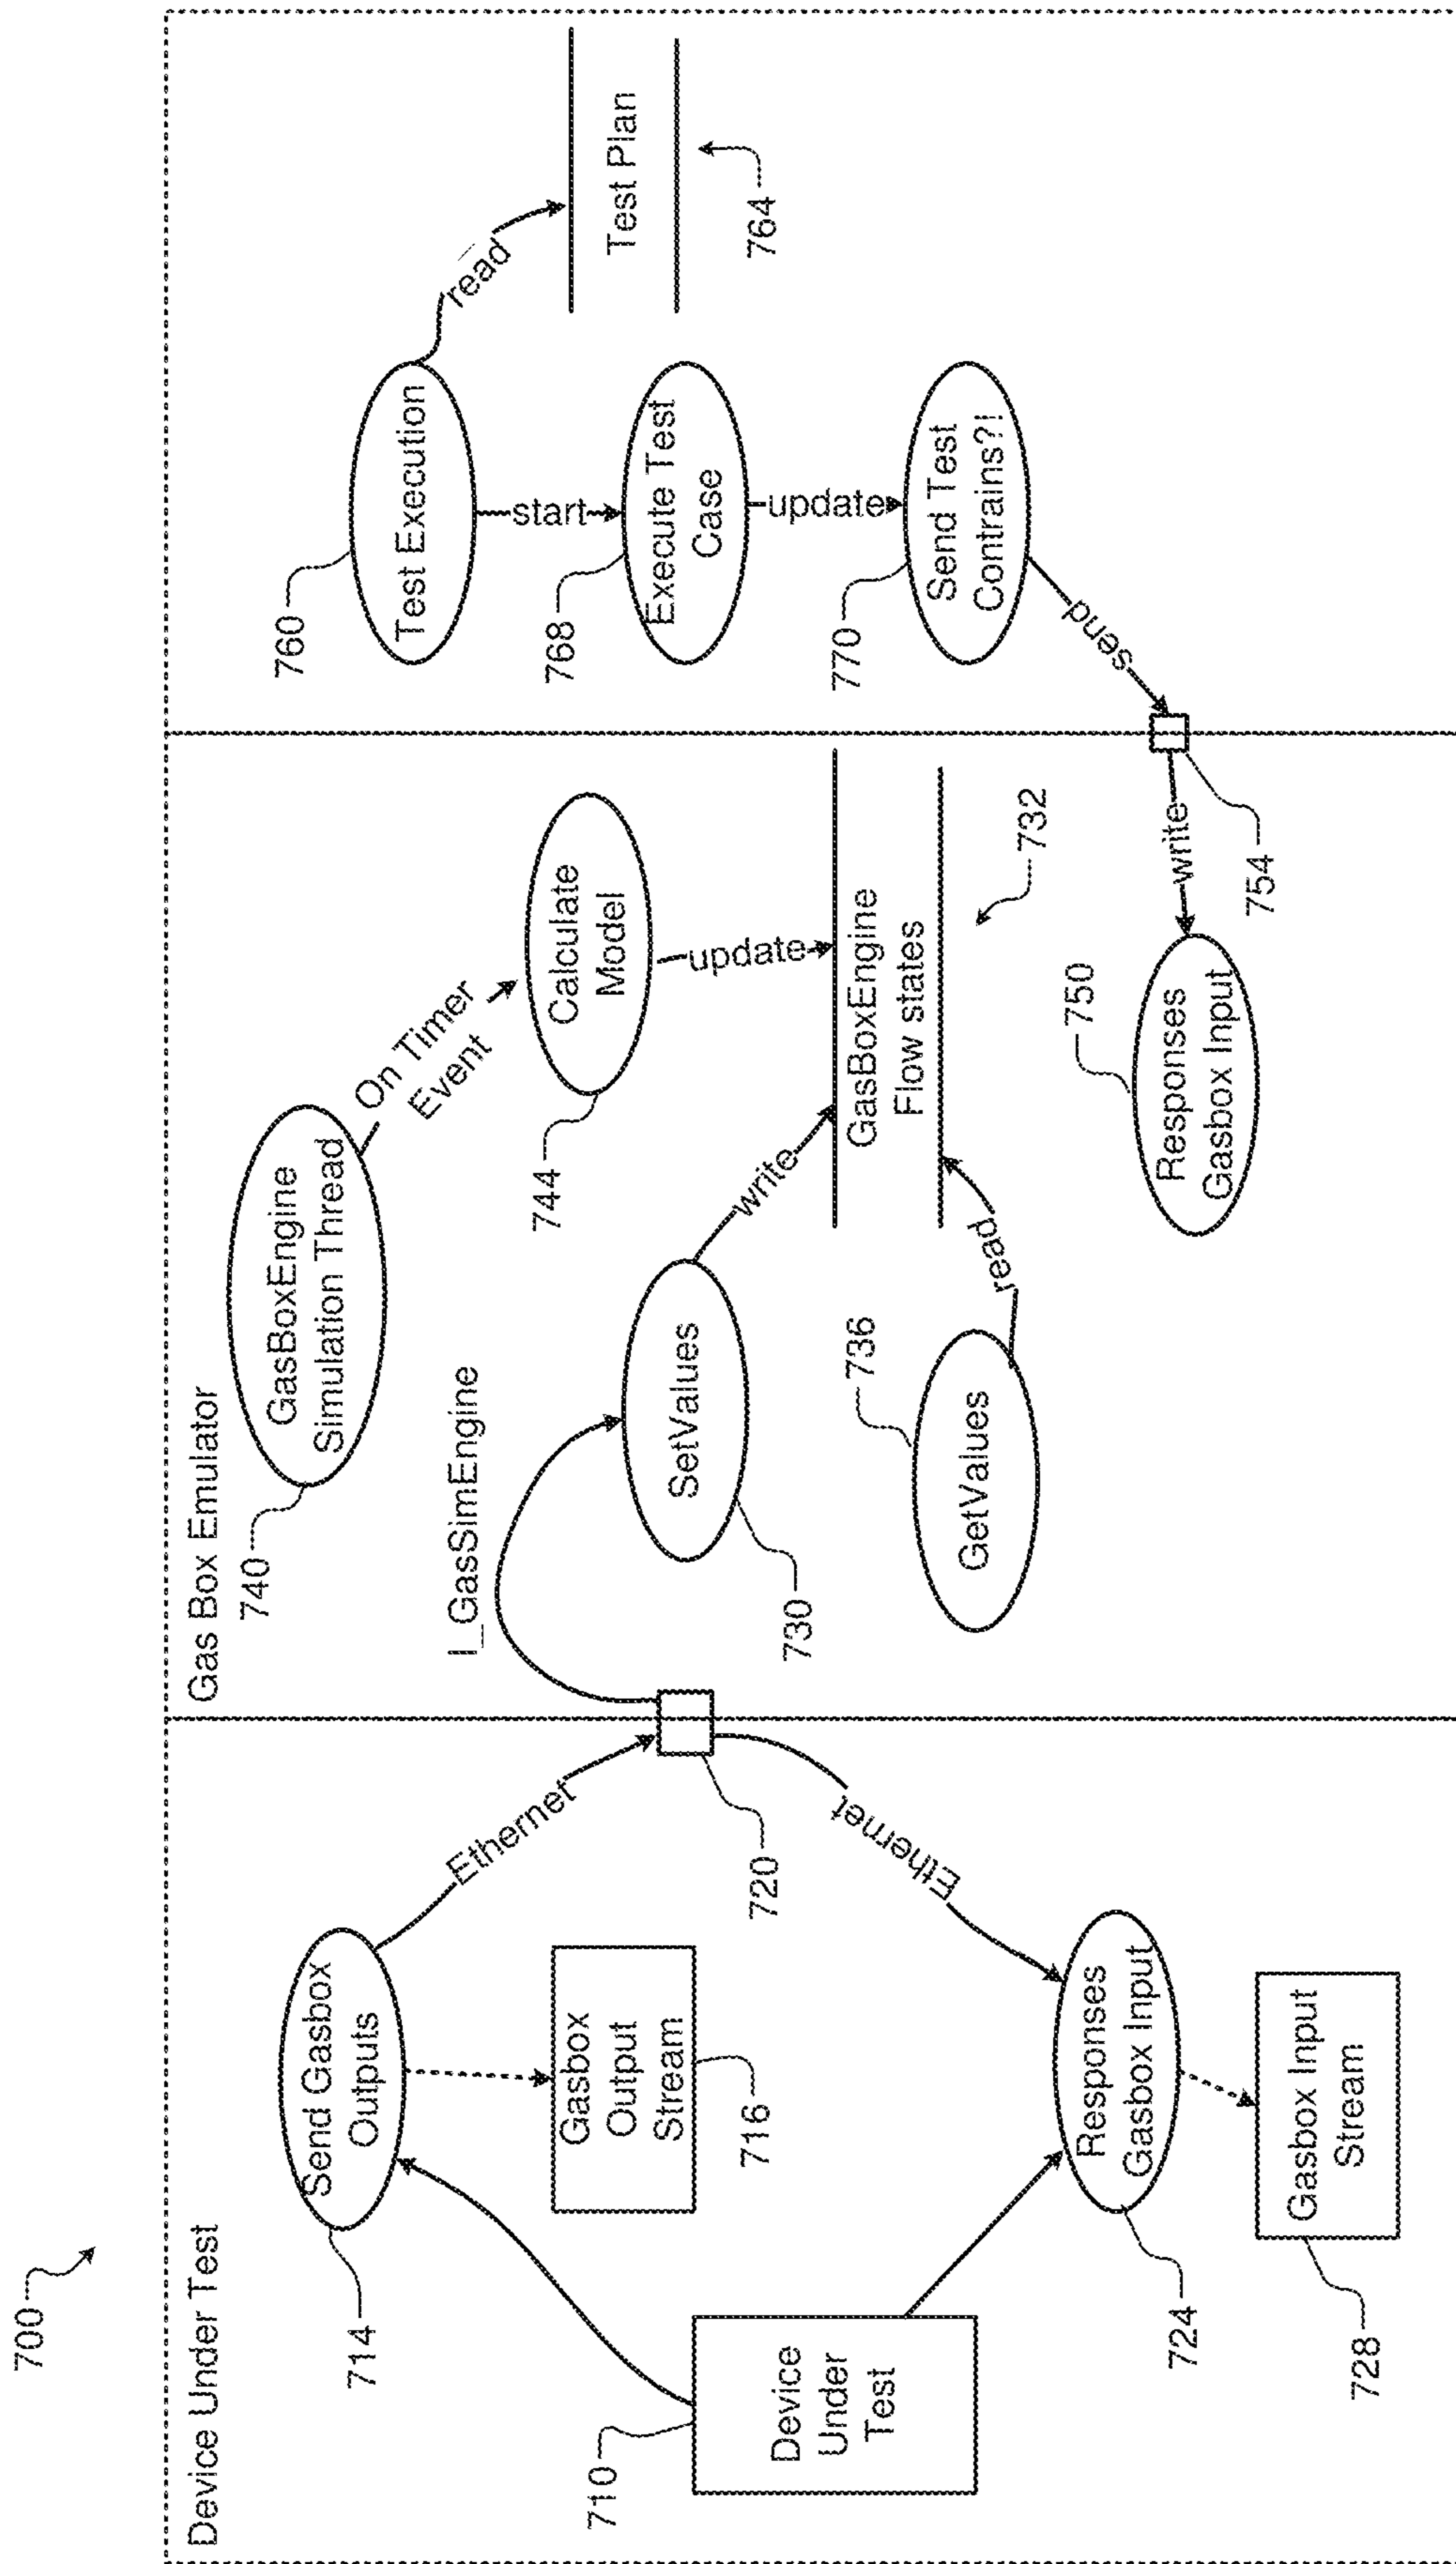 700
Device Under Test
714
Send Gasbox
Outputs
Gasbox
Output
Stream
716
710
Device
Under
Test
Ethernet
720
Ethernet
Responses
Gasbox Input
724
Gasbox Input
Stream
728
Gas Box Emulator
740
GasBoxEngine
Simulation Thread
On Timer
Event
Calculate
Model
744
update
I_GasSimEngine
SetValues
730
write
GasBoxEngine
Flow states
732
736
GetValues
read
750
Responses
Gasbox Input
write
754
760
Test Execution
read
Test Plan
764
start
768
Execute Test
Case
update
770
Send Test
Contrains?!
send